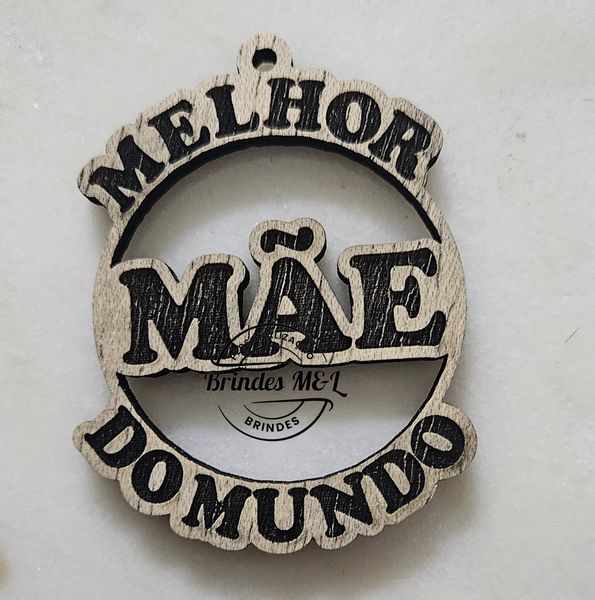 MELHOR
MÃE
Brindes M&L
BRINDES
DO MUNDO